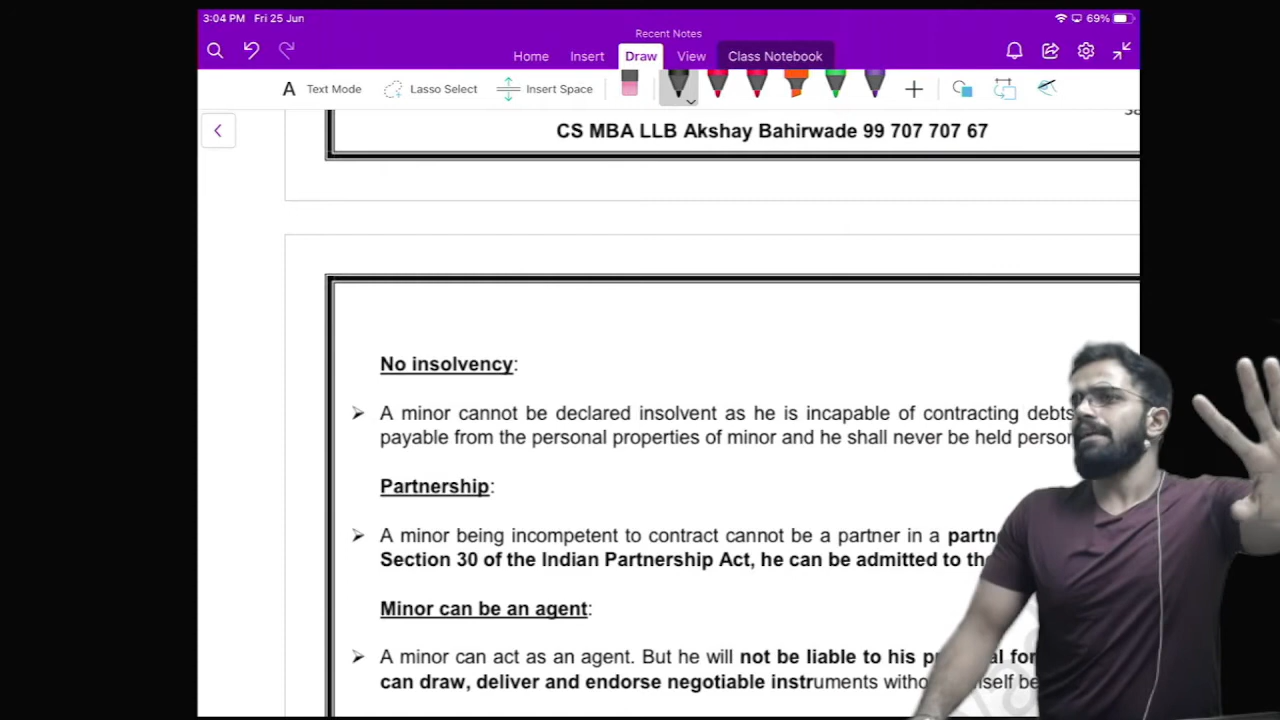 3:04 PM Fri 25 Jun
69%
Recent Notes
Home Insert Draw View Class Notebook
A Text Mode Lasso Select Insert Space
CS MBA LLB Akshay Bahirwade 99 707 707 67
No insolvency:
➢ A minor cannot be declared insolvent as he is incapable of contracting debts
payable from the personal properties of minor and he shall never be held
Partnership:
➢ A minor being incompetent to contract cannot be a partner in a
Section 30 of the Indian Partnership Act, he can be admitted to
Minor can be an agent:
➢ A minor can act as an agent. But he will not be liable to his for
can draw, deliver and endorse negotiable instruments